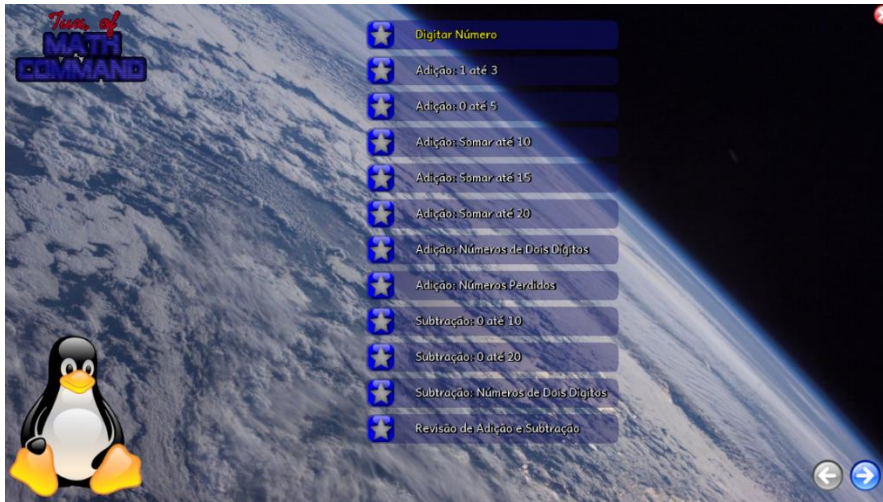 Tux, of
MATH
COMMAND
Digitar Número
Adição: 1 até 3
Adição: 0 até 5
Adição: Somar até 10
Adição: Somar até 15
Adição: Somar até 20
Adição: Números de Dois Dígitos
Adição: Números Perdidos
Subtração: 0 até 10
Subtração: 0 até 20
Subtração: Números de Dois Dígitos
Revisão de Adição e Subtração